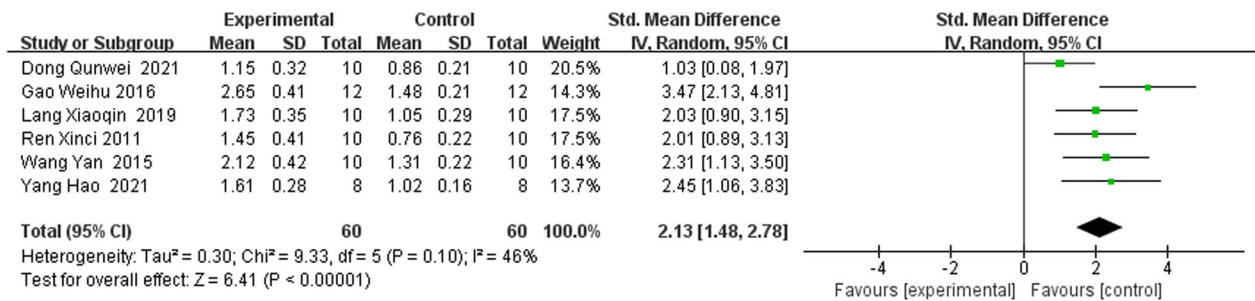 Experimental Control Std. Mean Difference Std. Mean Difference
Study or Subgroup Mean SD Total Mean SD Total Weight IV, Random, 95% CI IV, Random, 95% CI
Dong Qunwei 2021 1.15 0.32 10 0.86 0.21 10 20.5% 1.03 [0.08, 1.97]
Gao Weihu 2016 2.65 0.41 12 1.48 0.21 12 14.3% 3.47 [2.13, 4.81]
Lang Xiaoqin 2019 1.73 0.35 10 1.05 0.29 10 17.5% 2.03 [0.90, 3.15]
Ren Xinci 2011 1.45 0.41 10 0.76 0.22 10 17.5% 2.01 [0.89, 3.13]
Wang Yan 2015 2.12 0.42 10 1.31 0.22 10 16.4% 2.31 [1.13, 3.50]
Yang Hao 2021 1.61 0.28 8 1.02 0.16 8 13.7% 2.45 [1.06, 3.83]
Total (95% CI) 60 60 100.0% 2.13 [1.48, 2.78]
Heterogeneity: Tau² = 0.30; Chi² = 9.33, df = 5 (P = 0.10); I² = 46%
Test for overall effect: Z = 6.41 (P < 0.00001)
-4 -2 0 2 4
Favours [experimental] Favours [control]